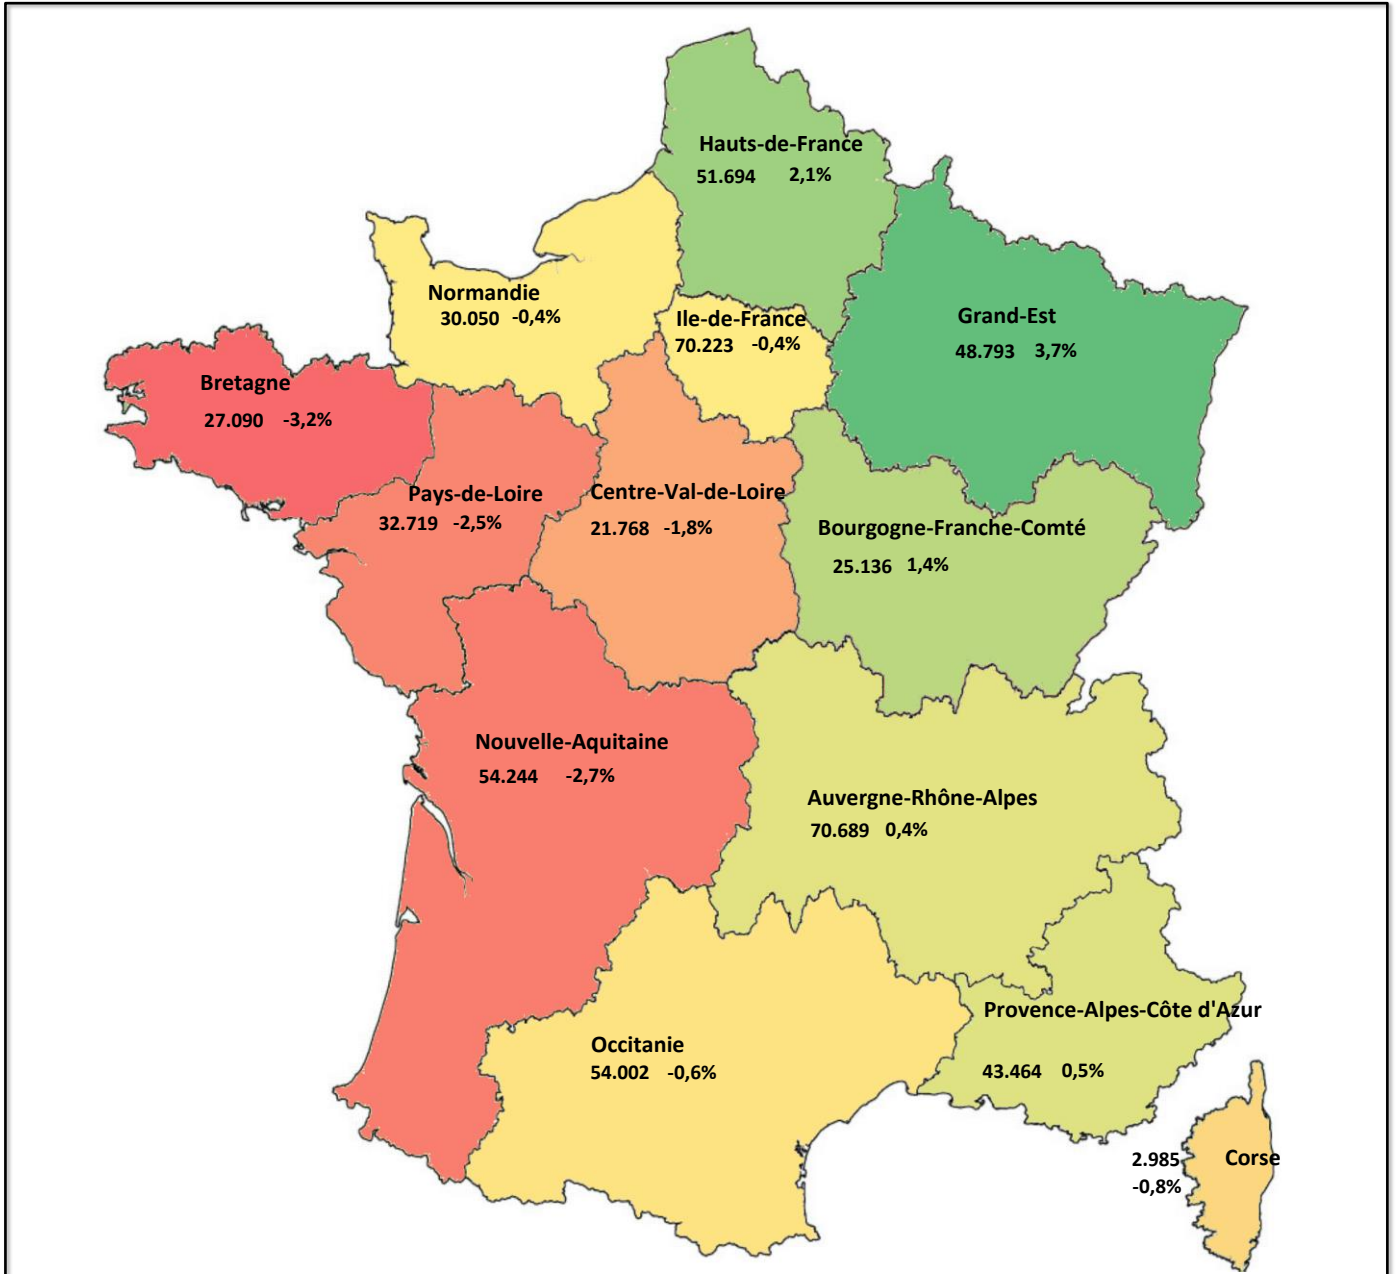 Hauts-de-France
51.694 2,1%
Normandie
30.050 -0,4%
Ile-de-France
70.223 -0,4%
Grand-Est
48.793 3,7%
Bretagne
27.090 -3,2%
Pays-de-Loire
32.719 -2,5%
Centre-Val-de-Loire
21.768 -1,8%
Bourgogne-Franche-Comté
25.136 1,4%
Nouvelle-Aquitaine
54.244 -2,7%
Auvergne-Rhône-Alpes
70.689 0,4%
Provence-Alpes-Côte d'Azur
43.464 0,5%
Occitanie
54.002 -0,6%
Corse
2.985
-0,8%